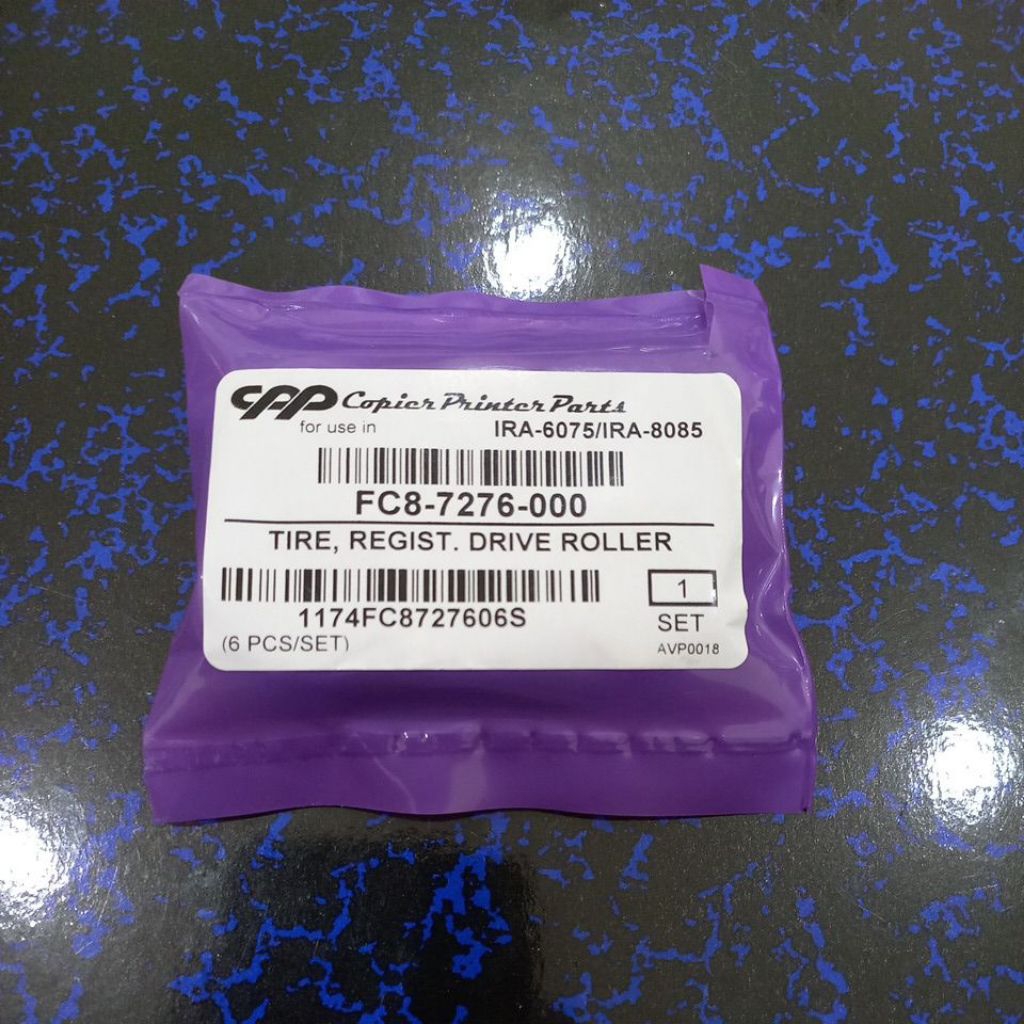 CPP Copier Printer Parts
for use in IRA-6075/IRA-8085
FC8-7276-000
TIRE, REGIST. DRIVE ROLLER
1174FC8727606S
1
SET
(6 PCS/SET)
AVP0018